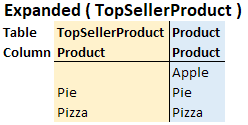 Expanded ( TopSellerProduct )
Table TopSellerProduct Product
Column Product Product
Apple
Pie Pie
Pizza Pizza